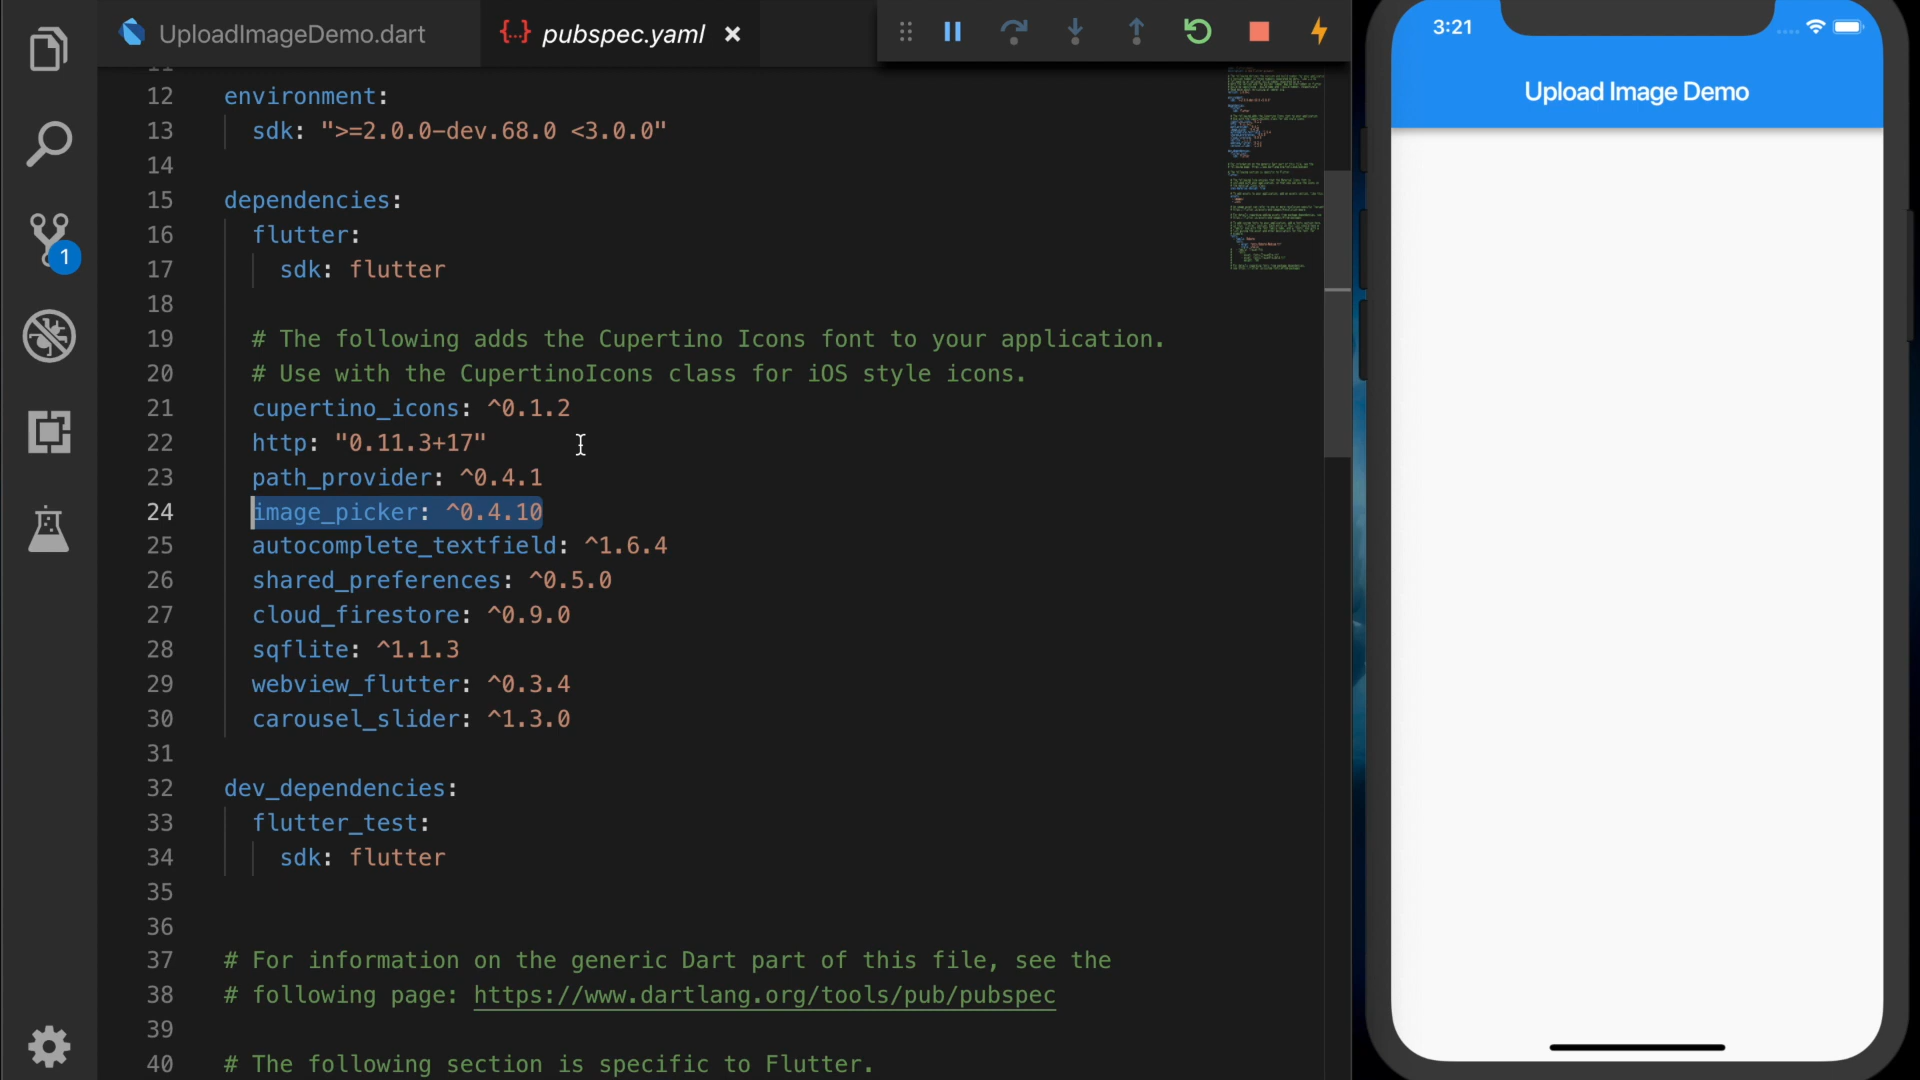 UploadImageDemo.dart
{..} pubspec.yaml
12 environment:
13 sdk: ">=2.0.0-dev.68.0 <3.0.0"
14
15 dependencies:
16 flutter:
17 sdk: flutter
18
19 # The following adds the Cupertino Icons font to your application.
20 # Use with the CupertinoIcons class for iOS style icons.
21 cupertino_icons: ^0.1.2
22 http: "0.11.3+17"
23 path_provider: ^0.4.1
24 image_picker: ^0.4.10
25 autocomplete_textfield: ^1.6.4
26 shared_preferences: ^0.5.0
27 cloud_firestore: ^0.9.0
28 sqflite: ^1.1.3
29 webview_flutter: ^0.3.4
30 carousel_slider: ^1.3.0
31
32 dev_dependencies:
33 flutter_test:
34 sdk: flutter
35
36
37 # For information on the generic Dart part of this file, see the
38 # following page: https://www.dartlang.org/tools/pub/pubspec
39
40 # The following section is specific to Flutter.
1
3:21
Upload Image Demo